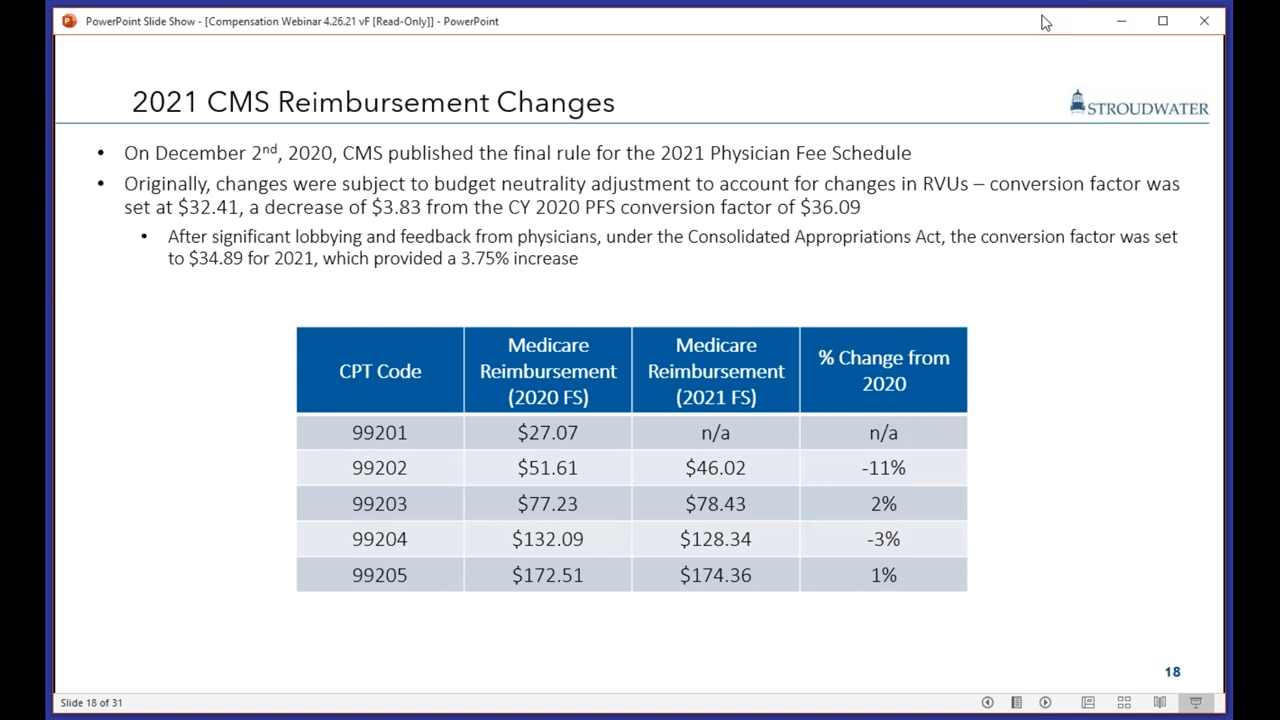 PowerPoint Slide Show - [Compensation Webinar 4.26.21 vF [Read-Only]] - PowerPoint
2021 CMS Reimbursement Changes
STROUDWATER
• On December 2nd, 2020, CMS published the final rule for the 2021 Physician Fee Schedule
• Originally, changes were subject to budget neutrality adjustment to account for changes in RVUs – conversion factor was
set at $32.41, a decrease of $3.83 from the CY 2020 PFS conversion factor of $36.09
• After significant lobbying and feedback from physicians, under the Consolidated Appropriations Act, the conversion factor was set
to $34.89 for 2021, which provided a 3.75% increase
CPT Code | Medicare Reimbursement (2020 FS) | Medicare Reimbursement (2021 FS) | % Change from 2020
99201 $27.07 n/a n/a
99202 $51.61 $46.02 -11%
99203 $77.23 $78.43 2%
99204 $132.09 $128.34 -3%
99205 $172.51 $174.36 1%
18
Slide 18 of 31